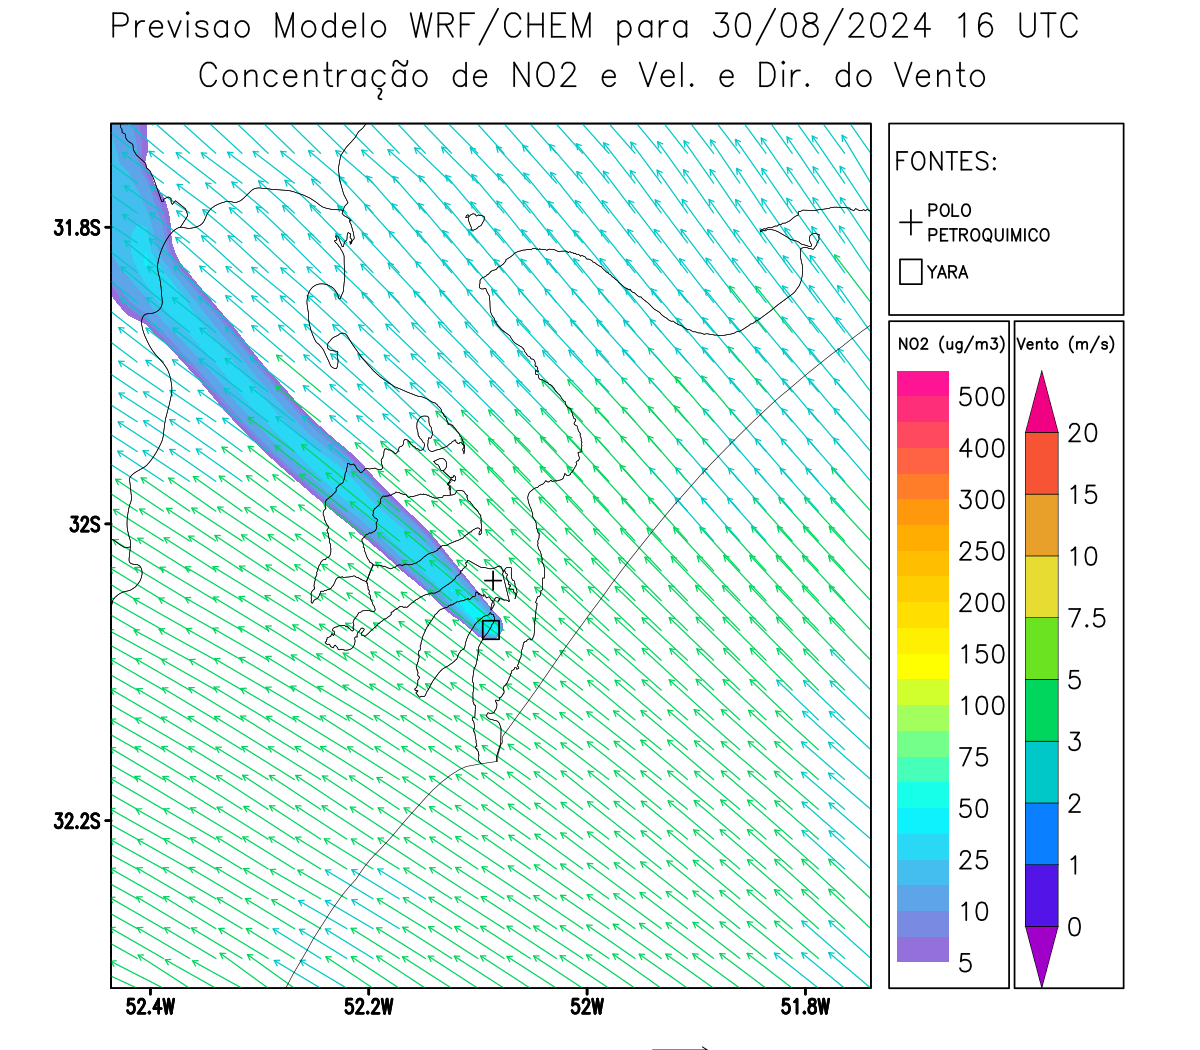 Previsao Modelo WRF/CHEM para 30/08/2024 16 UTC
Concentração de NO2 e Vel. e Dir. do Vento
FONTES:
POLO
PETROQUIMICO
YARA
NO2 (ug/m3)
500
400
300
250
200
150
100
75
50
25
10
5
Vento (m/s)
20
15
10
7.5
5
3
2
1
0
31.8S
32S
32.2S
52.4W
52.2W
52W
51.8W